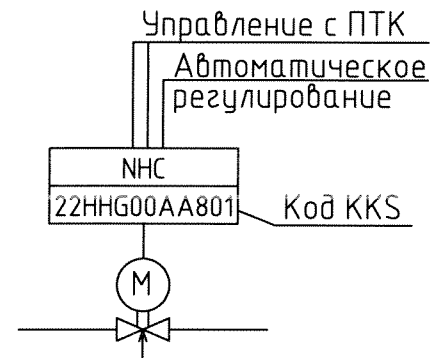 Управление с ПТК
Автоматическое
регулирование
NHC
22HHG00AA801
Код KKS
M